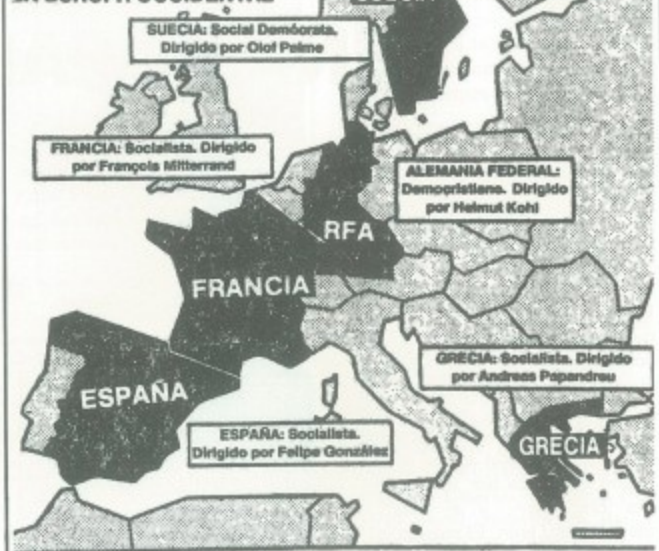 SUECIA: Social Demócrata.
Dirigido por Olof Palme
FRANCIA: Socialista. Dirigido
por François Mitterrand
ALEMANIA FEDERAL:
Democristiano. Dirigido
por Helmut Kohl
RFA
FRANCIA
GRECIA: Socialista. Dirigido
por Andreas Papandreu
ESPAÑA
ESPAÑA: Socialista.
Dirigido por Felipe González
GRECIA